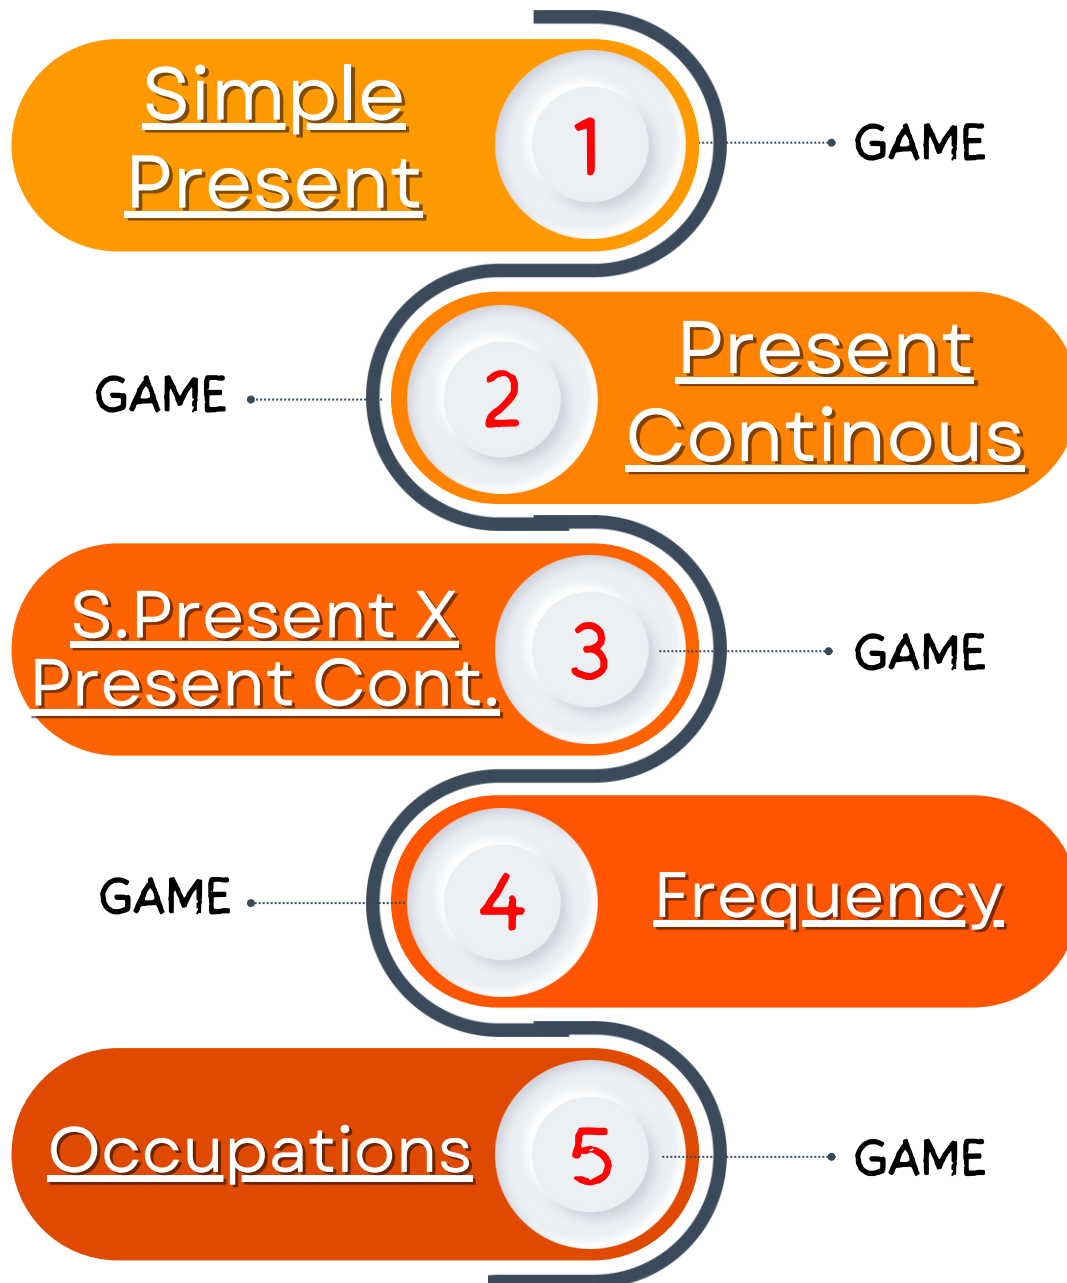 Simple
Present
1
GAME
GAME
2
Present
Continous
S.Present X
Present Cont.
3
GAME
GAME
4
Frequency
Occupations
5
GAME